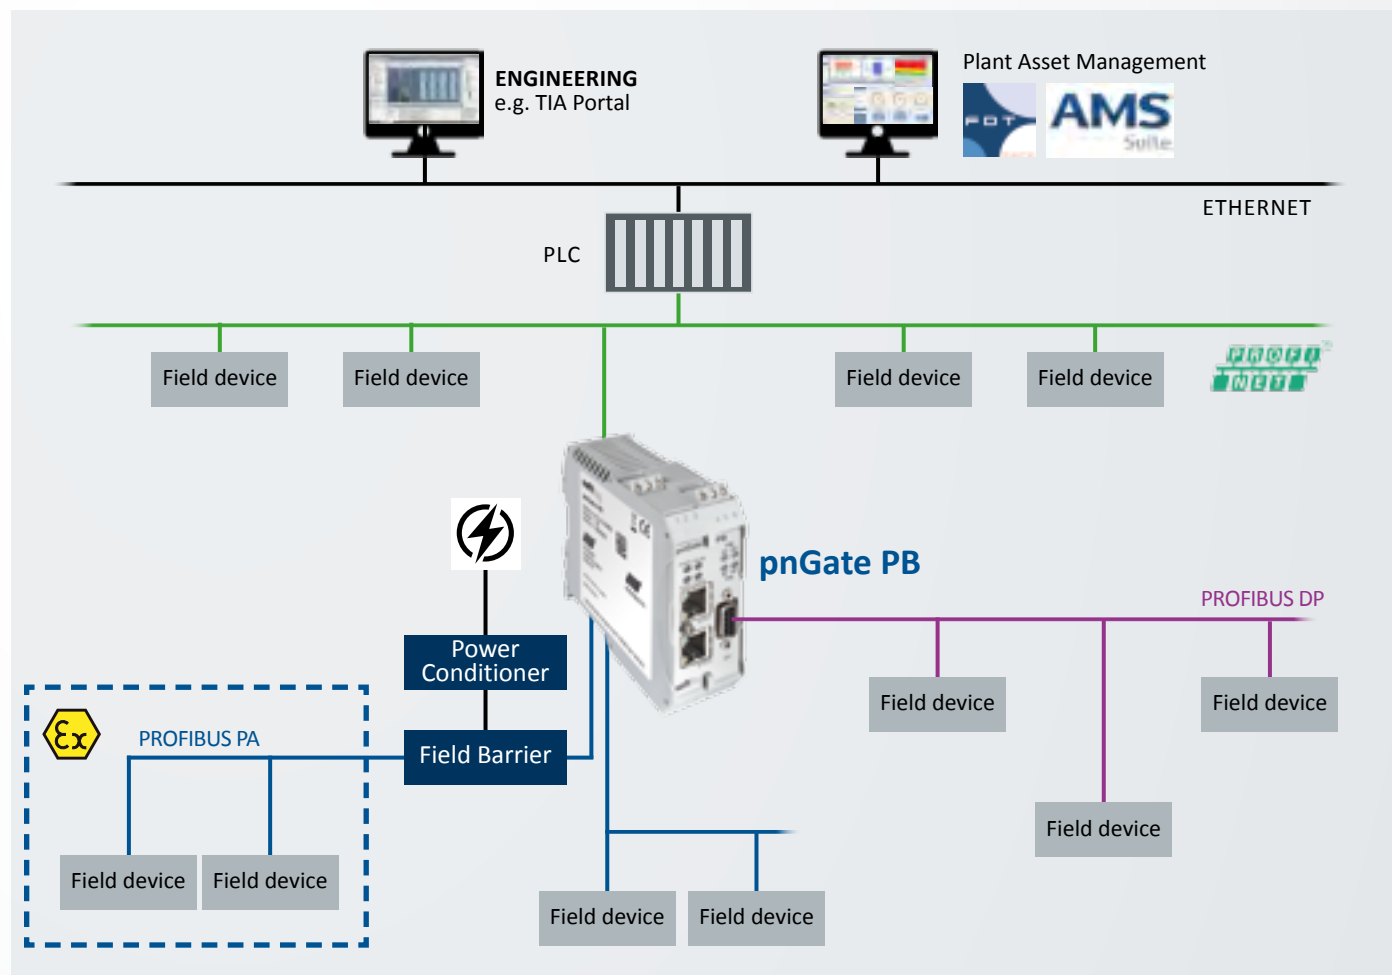 ENGINEERING
e.g. TIA Portal
Plant Asset Management
FDT
AMS
Suite
ETHERNET
PLC
Field device
Field device
Field device
Field device
PROFI
NET
pnGate PB
PROFIBUS DP
Power
Conditioner
Field device
Field device
Ex
PROFIBUS PA
Field Barrier
Field device
Field device
Field device
Field device
Field device